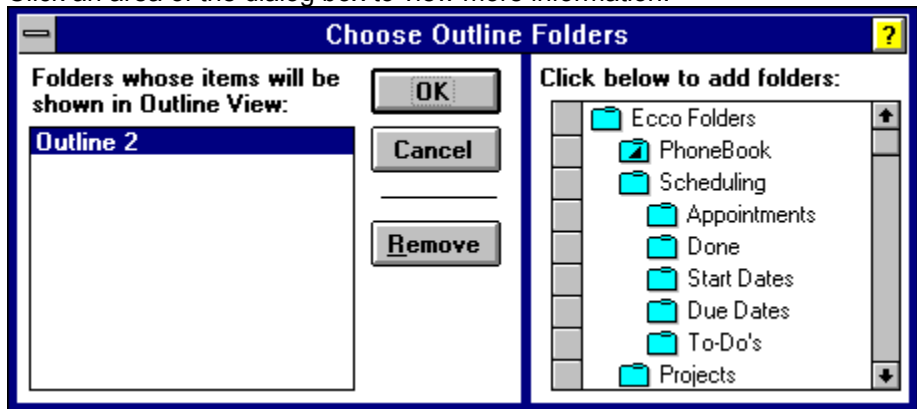 Click an area of the dialog box to view more information.
Choose Outline Folders
?
Folders whose items will be
shown in Outline View:
Outline 2
OK
Cancel
Remove
Click below to add folders:
Ecco Folders
PhoneBook
Scheduling
Appointments
Done
Start Dates
Due Dates
To-Do's
Projects